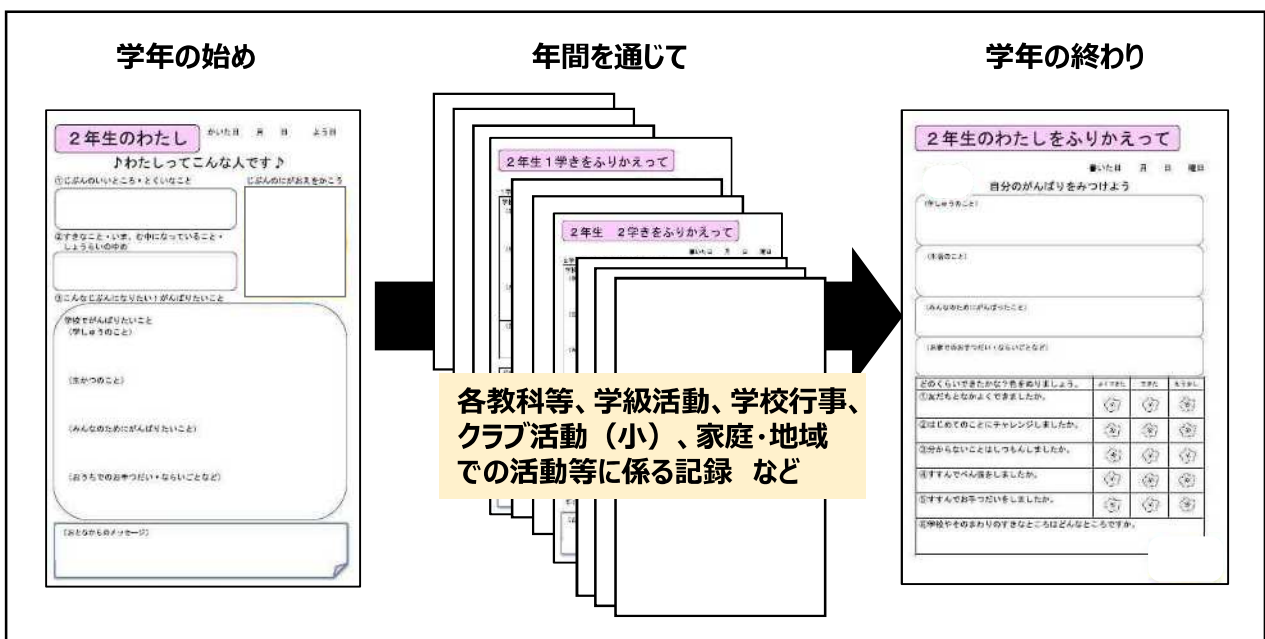 学年の始め
年間を通じて
学年の終わり
2年生のわたし
かいた日 月 日 よう日
♪わたしってこんな人です♪
①じぶんのいいところ・とくいなこと
じぶんのにがおえをかこう
②すきなこと・いま、む中になっていること・
しょうらいのゆめ
③こんなじぶんになりたい！がんばりたいこと
学校でがんばりたいこと
(学しゅうのこと)
(生かつのこと)
(みんなのためにがんばりたいこと)
(おうちでのお手つだい・ならいごとなど)
(おとなからのメッセージ)
2年生1学きをふりかえって
2年生 2学きをふりかえって
書いた日 月 日 曜日
各教科等、学級活動、学校行事、
クラブ活動（小）、家庭・地域
での活動等に係る記録 など
2年生のわたしをふりかえって
書いた日 月 日 曜日
自分のがんばりをみつけよう
(学しゅうのこと)
(生活のこと)
(みんなのためにがんばったこと)
(お家でのお手つだい・ならいごとなど)
どのくらいできたかな？色をぬりましょう。 よくできた できた もう少し
①友だちとなかよくできましたか。
②はじめてのことにチャレンジしましたか。
③分からないことはしつもんしましたか。
④すすんでべん強をしましたか。
⑤すすんでお手つだいをしましたか。
⑥学校やそのまわりのすきなところはどんなところですか。